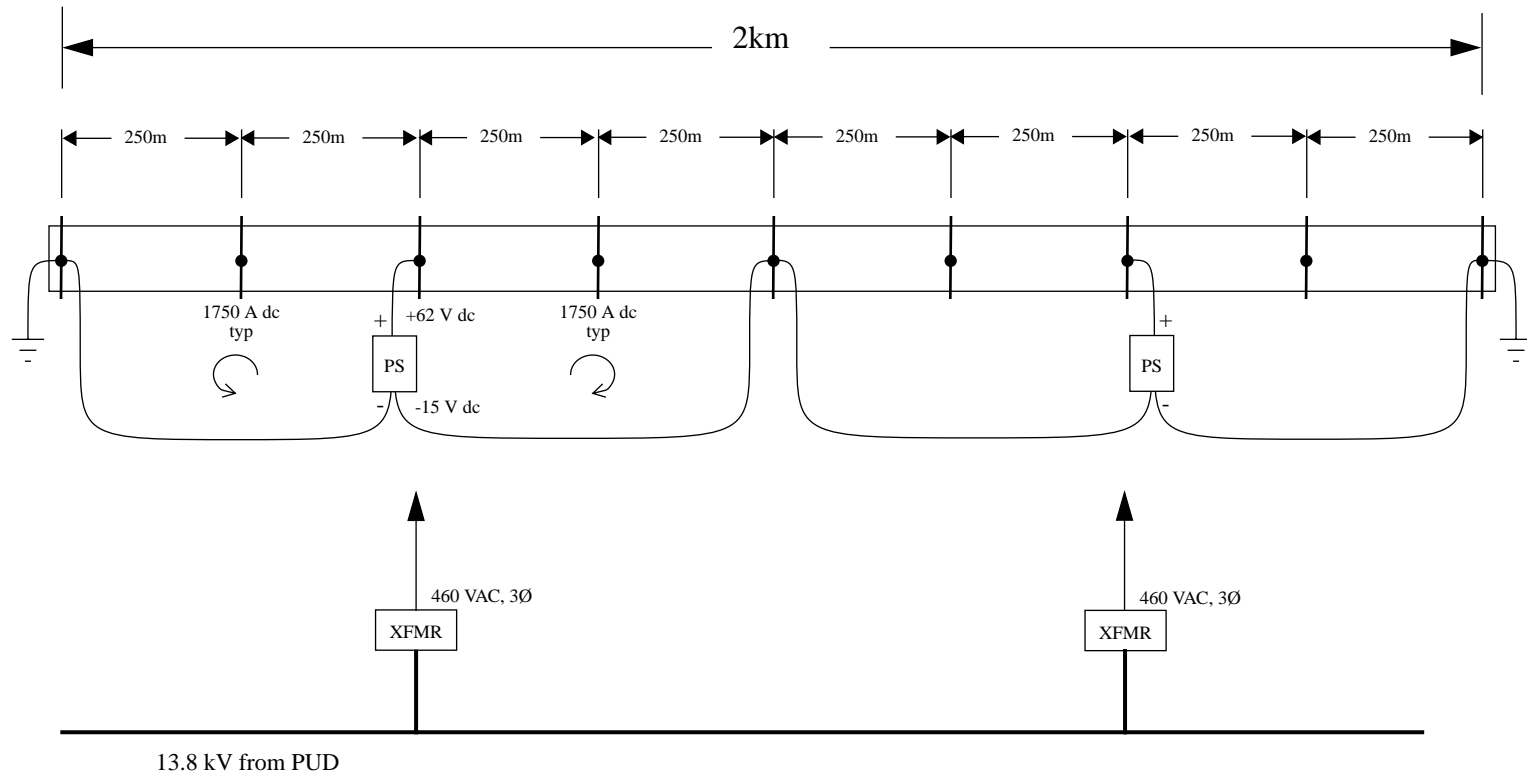 2km
250m 250m 250m 250m 250m 250m 250m 250m
1750 A dc
typ
+62 V dc
1750 A dc
typ
+
PS
-
-15 V dc
+
PS
-
460 VAC, 3Ø
XFMR
460 VAC, 3Ø
XFMR
13.8 kV from PUD